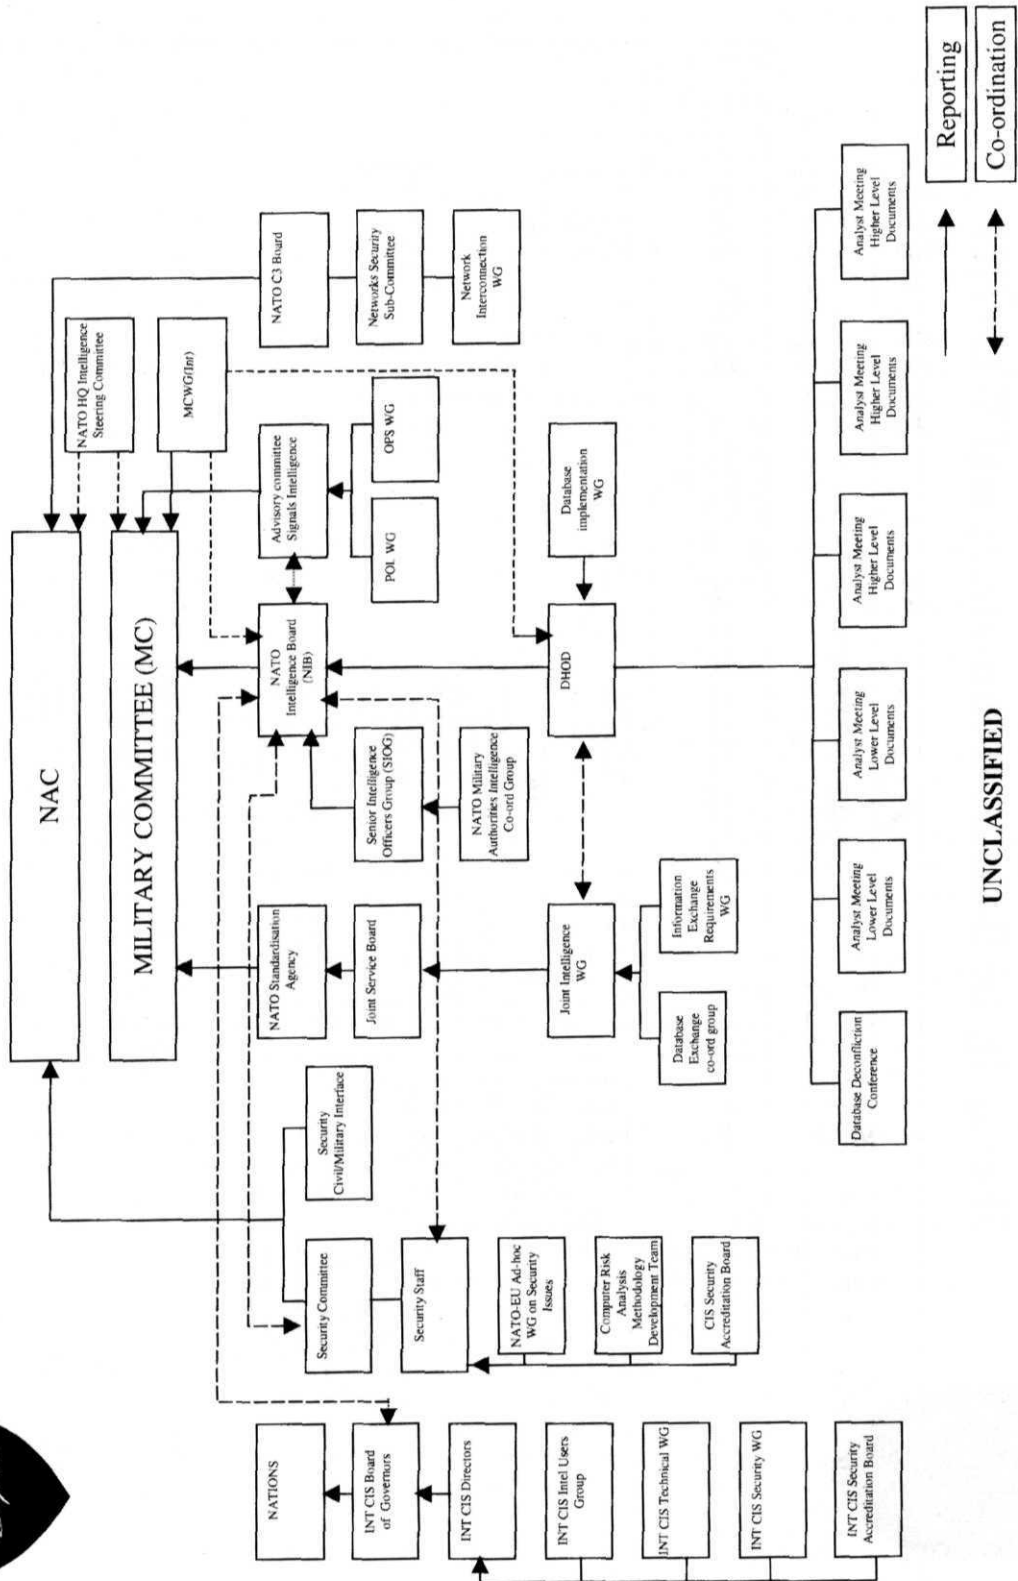 NAC
MILITARY COMMITTEE (MC)
NATO HQ Intelligence
Steering Committee
MCWG(Int)
NATO C3 Board
Networks Security
Sub-Committee
Network
Interconnection
WG
Advisory committee
Signals Intelligence
POL WG
OPS WG
NATO
Intelligence Board
(NIB)
Senior Intelligence
Officers Group (SIOG)
NATO Military
Authorities Intelligence
Co-ord Group
NATO Standardisation
Agency
Joint Service Board
Joint Intelligence
WG
Database
Exchange
co-ord group
Information
Exchange
Requirements
WG
DHOD
Database
implementation
WG
Security
Civil/Military Interface
Security Committee
Security Staff
NATO-EU Ad-hoc
WG on Security
Issues
Computer Risk
Analysis
Methodology
Development Team
CIS Security
Accreditation Board
NATIONS
INT CIS Board
of Governors
INT CIS Directors
INT CIS Intel Users
Group
INT CIS Technical WG
INT CIS Security WG
INT CIS Security
Accreditation Board
Database Deconfliction
Conference
Analyst Meeting
Lower Level
Documents
Analyst Meeting
Lower Level
Documents
Analyst Meeting
Higher Level
Documents
Analyst Meeting
Higher Level
Documents
Analyst Meeting
Higher Level
Documents
UNCLASSIFIED
Reporting
Co-ordination